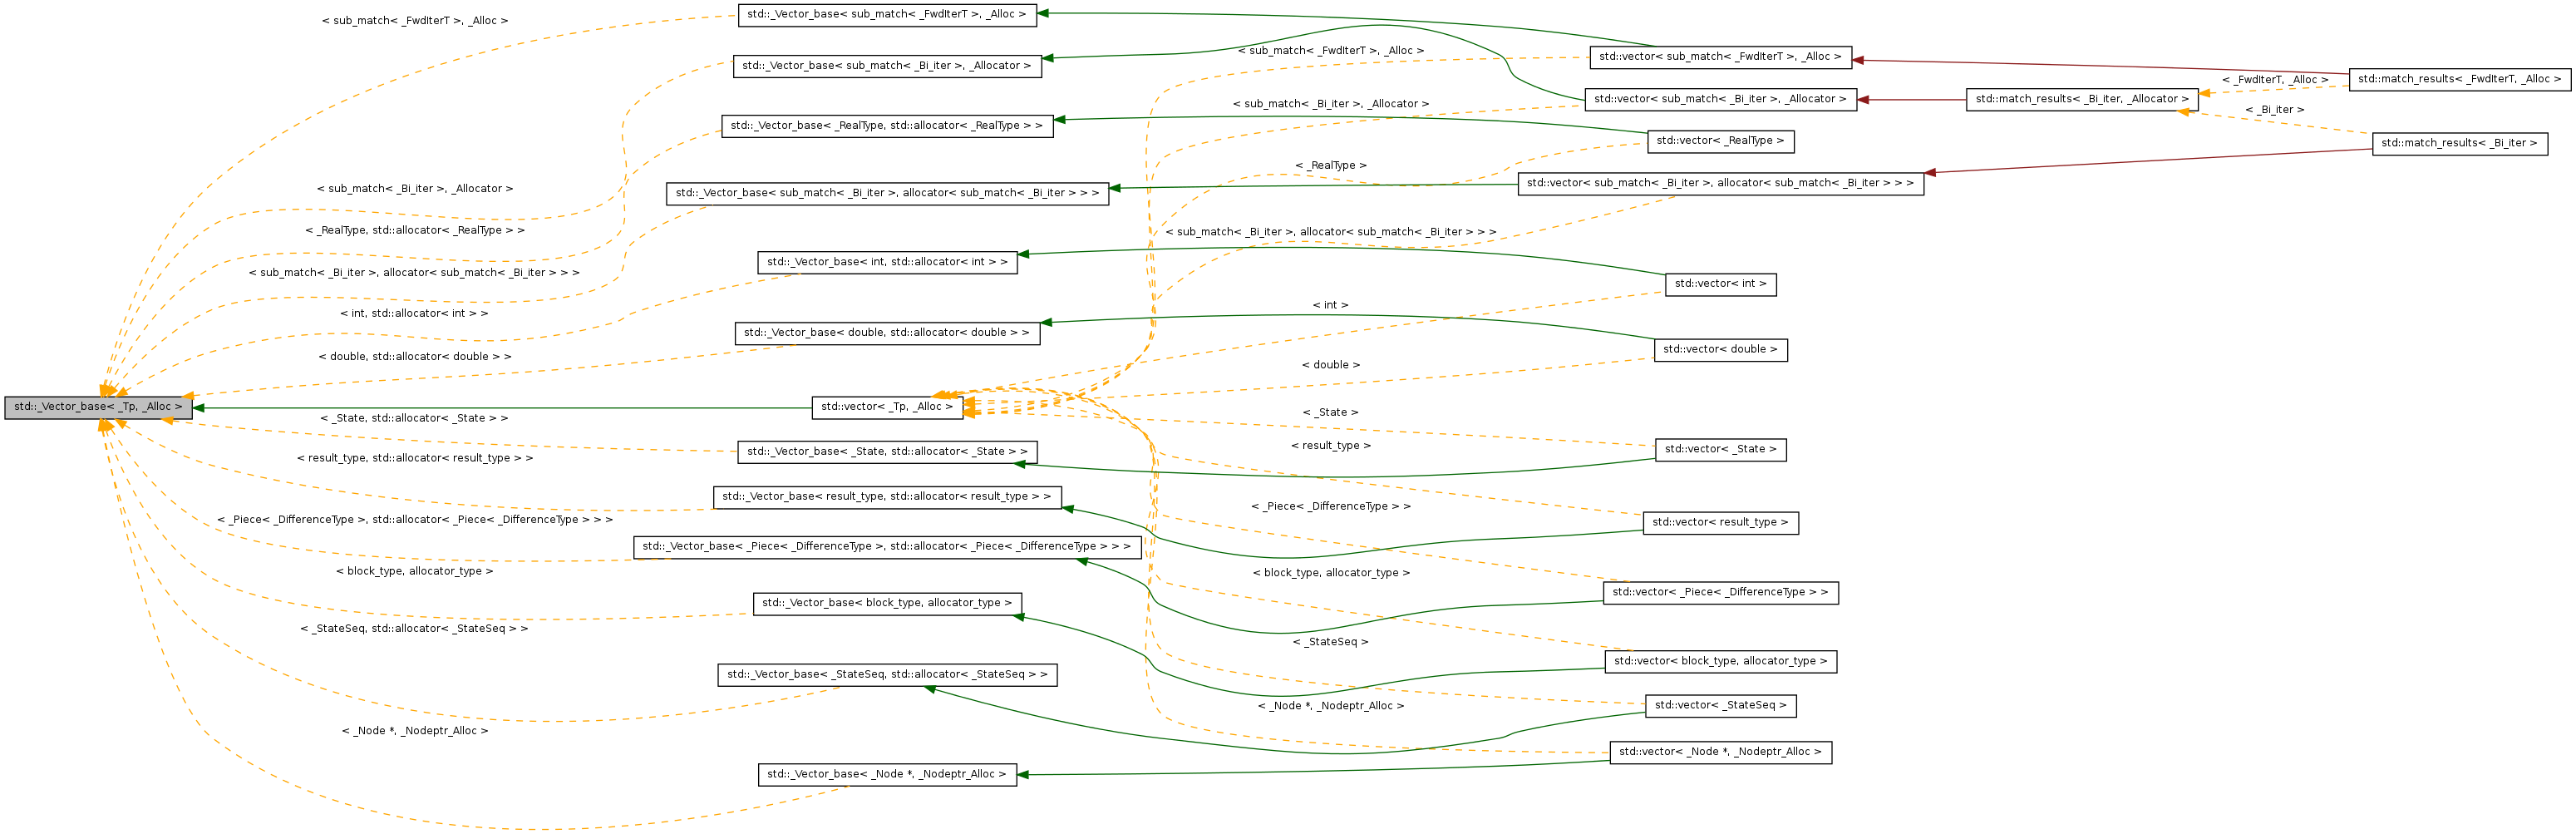 std::_Vector_base< _Tp, _Alloc >
< sub_match< _FwdIterT >, _Alloc >
< sub_match< _Bi_iter >, _Allocator >
< _RealType, std::allocator< _RealType > >
< sub_match< _Bi_iter >, allocator< sub_match< _Bi_iter > > >
< int, std::allocator< int > >
< double, std::allocator< double > >
< _State, std::allocator< _State > >
< result_type, std::allocator< result_type > >
< _Piece< _DifferenceType >, std::allocator< _Piece< _DifferenceType > > >
< block_type, allocator_type >
< _StateSeq, std::allocator< _StateSeq > >
< _Node *, _Nodeptr_Alloc >
std::_Vector_base< sub_match< _FwdIterT >, _Alloc >
std::_Vector_base< sub_match< _Bi_iter >, _Allocator >
std::_Vector_base< _RealType, std::allocator< _RealType > >
std::_Vector_base< sub_match< _Bi_iter >, allocator< sub_match< _Bi_iter > > >
std::_Vector_base< int, std::allocator< int > >
std::_Vector_base< double, std::allocator< double > >
std::vector< _Tp, _Alloc >
std::_Vector_base< _State, std::allocator< _State > >
std::_Vector_base< result_type, std::allocator< result_type > >
std::_Vector_base< _Piece< _DifferenceType >, std::allocator< _Piece< _DifferenceType > > >
std::_Vector_base< block_type, allocator_type >
std::_Vector_base< _StateSeq, std::allocator< _StateSeq > >
std::_Vector_base< _Node *, _Nodeptr_Alloc >
< sub_match< _FwdIterT >, _Alloc >
< sub_match< _Bi_iter >, _Allocator >
< _RealType >
< sub_match< _Bi_iter >, allocator< sub_match< _Bi_iter > > >
< int >
< double >
< _State >
< result_type >
< _Piece< _DifferenceType > >
< block_type, allocator_type >
< _StateSeq >
< _Node *, _Nodeptr_Alloc >
std::vector< sub_match< _FwdIterT >, _Alloc >
std::vector< sub_match< _Bi_iter >, _Allocator >
std::vector< _RealType >
std::vector< sub_match< _Bi_iter >, allocator< sub_match< _Bi_iter > > >
std::vector< int >
std::vector< double >
std::vector< _State >
std::vector< result_type >
std::vector< _Piece< _DifferenceType > >
std::vector< block_type, allocator_type >
std::vector< _StateSeq >
std::vector< _Node *, _Nodeptr_Alloc >
std::match_results< _Bi_iter, _Allocator >
< _FwdIterT, _Alloc >
< _Bi_iter >
std::match_results< _FwdIterT, _Alloc >
std::match_results< _Bi_iter >